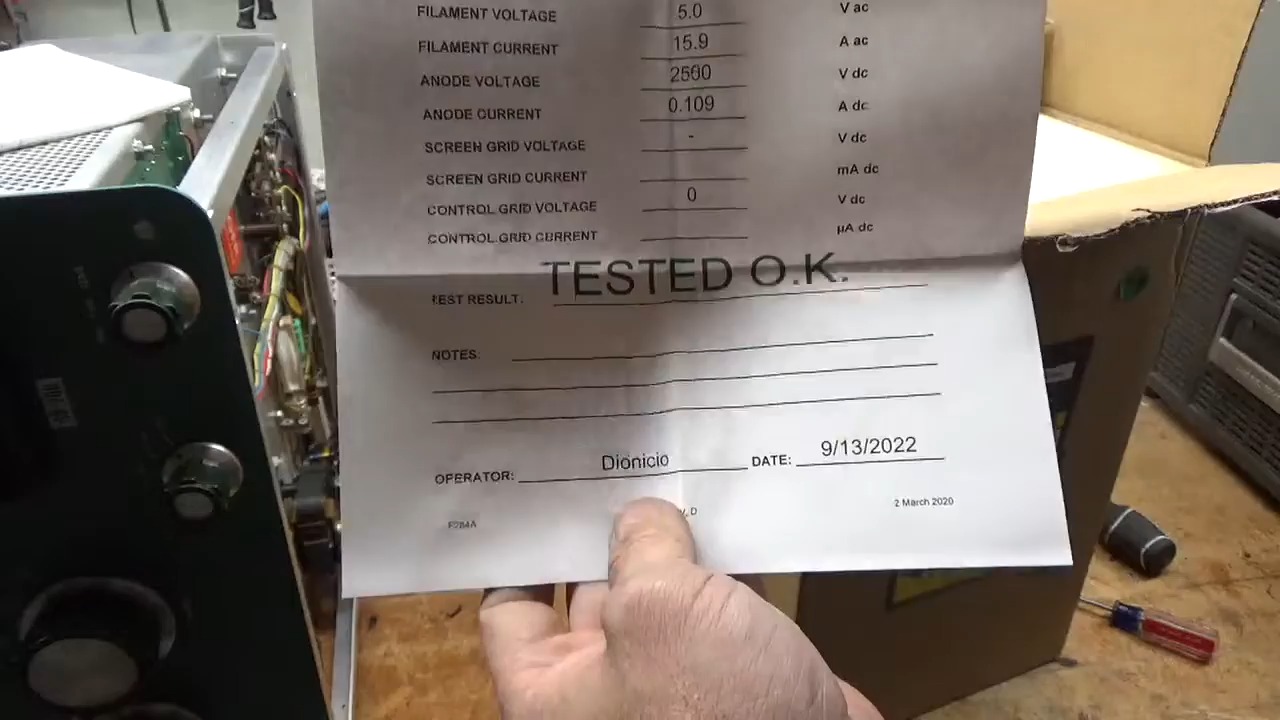 FILAMENT VOLTAGE 5.0 V ac
FILAMENT CURRENT 15.9 A ac
ANODE VOLTAGE 2500 V dc
ANODE CURRENT 0.109 A dc
SCREEN GRID VOLTAGE - V dc
SCREEN GRID CURRENT mA dc
CONTROL GRID VOLTAGE 0 V dc
CONTROL GRID CURRENT µA dc
TEST RESULT: TESTED O.K.
NOTES:
OPERATOR: Dionicio DATE: 9/13/2022
F284A D 2 March 2020